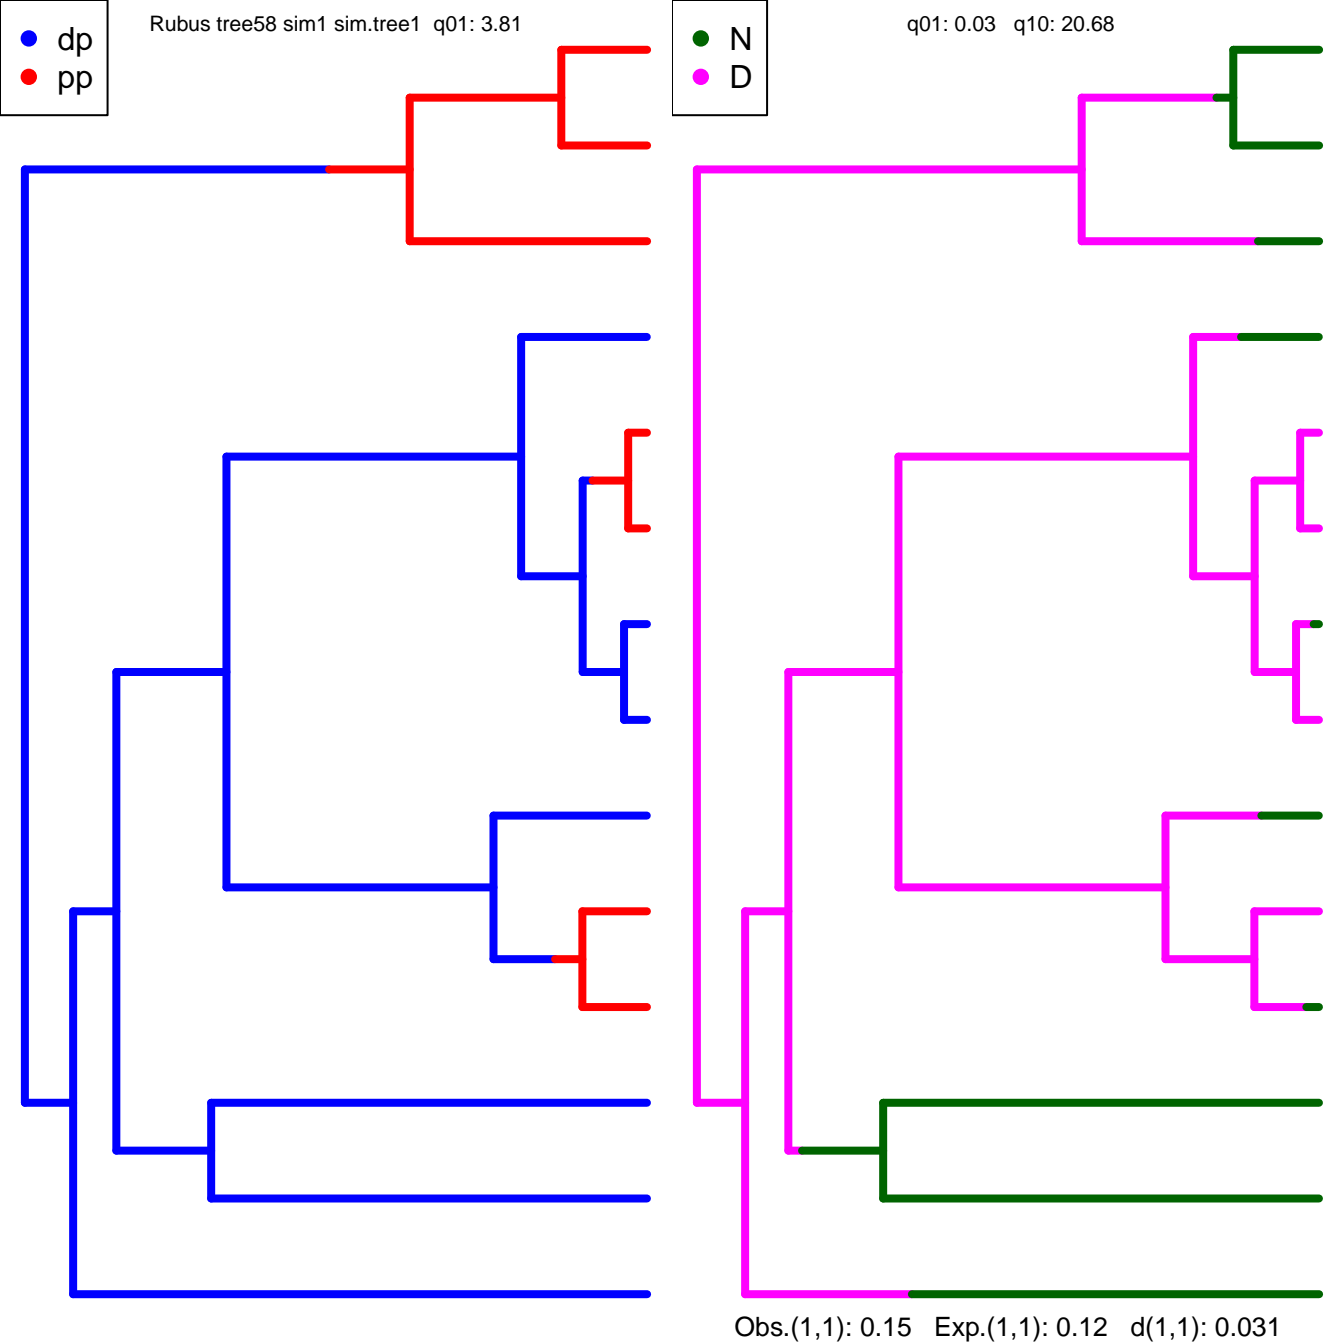 dp
pp
Rubus tree58 sim1 sim.tree1 q01: 3.81
N
D
q01: 0.03 q10: 20.68
Obs.(1,1): 0.15 Exp.(1,1): 0.12 d(1,1): 0.031